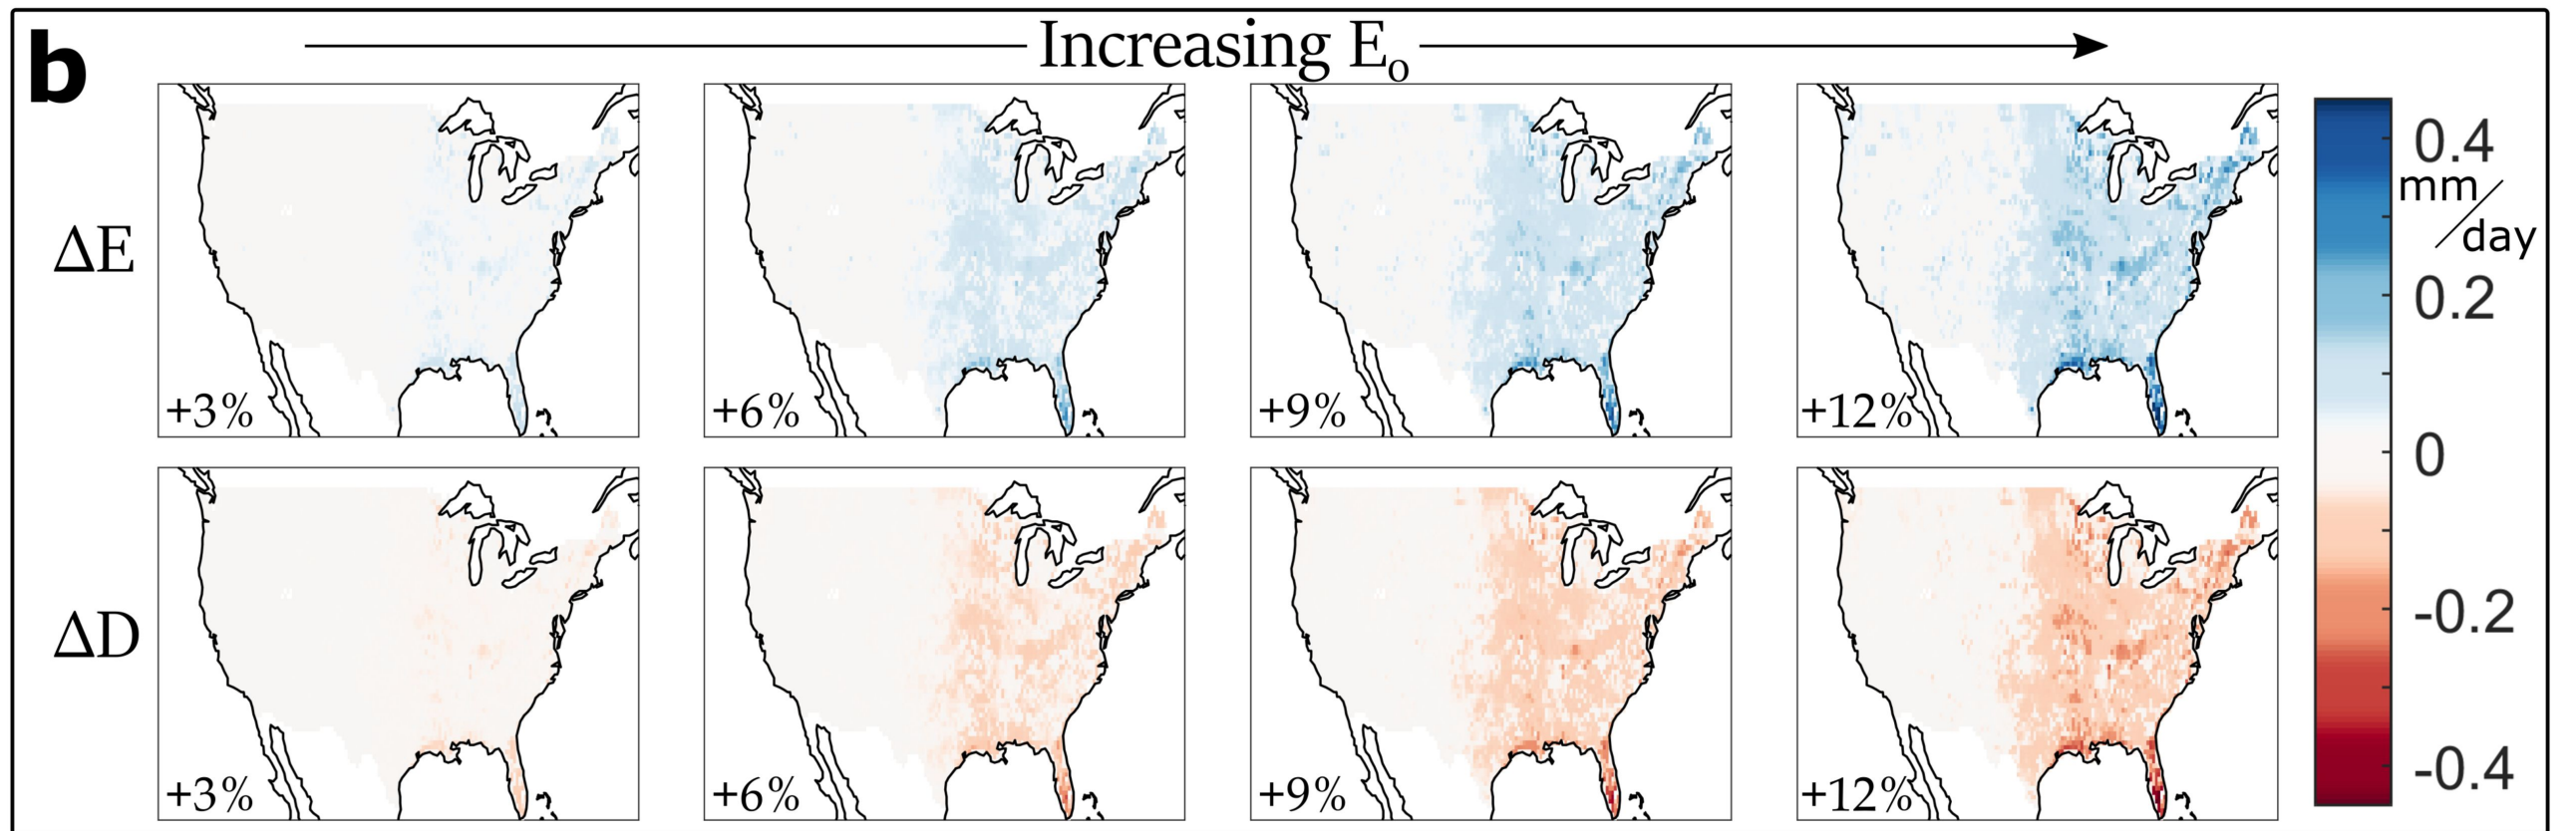 b
Increasing Eo
ΔE
+3%
+6%
+9%
+12%
ΔD
+3%
+6%
+9%
+12%
0.4
mm/day
0.2
0
-0.2
-0.4